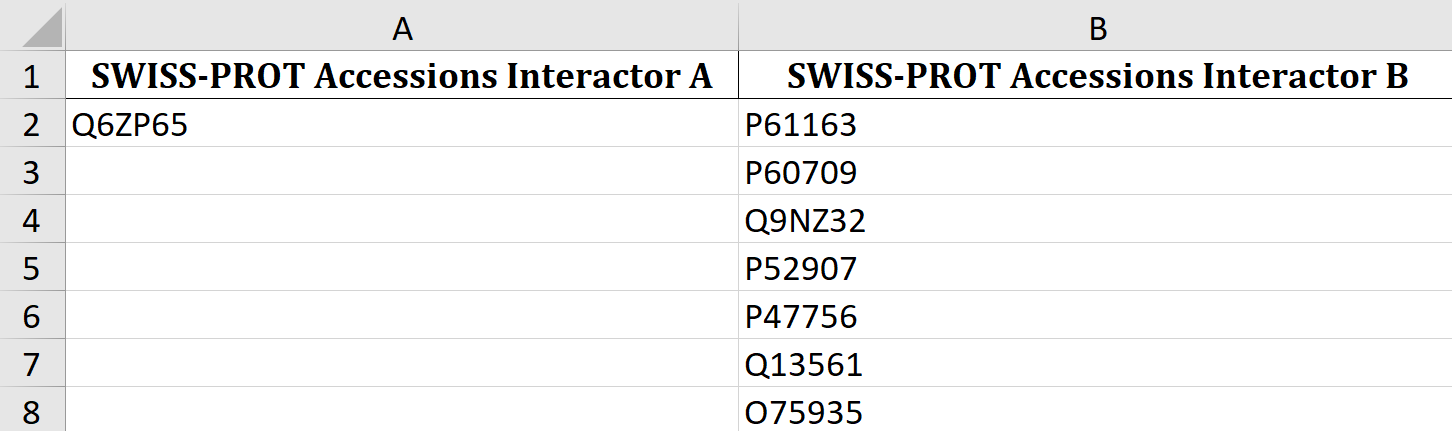 A B
1 SWISS-PROT Accessions Interactor A SWISS-PROT Accessions Interactor B
2 Q6ZP65 P61163
3 P60709
4 Q9NZ32
5 P52907
6 P47756
7 Q13561
8 O75935